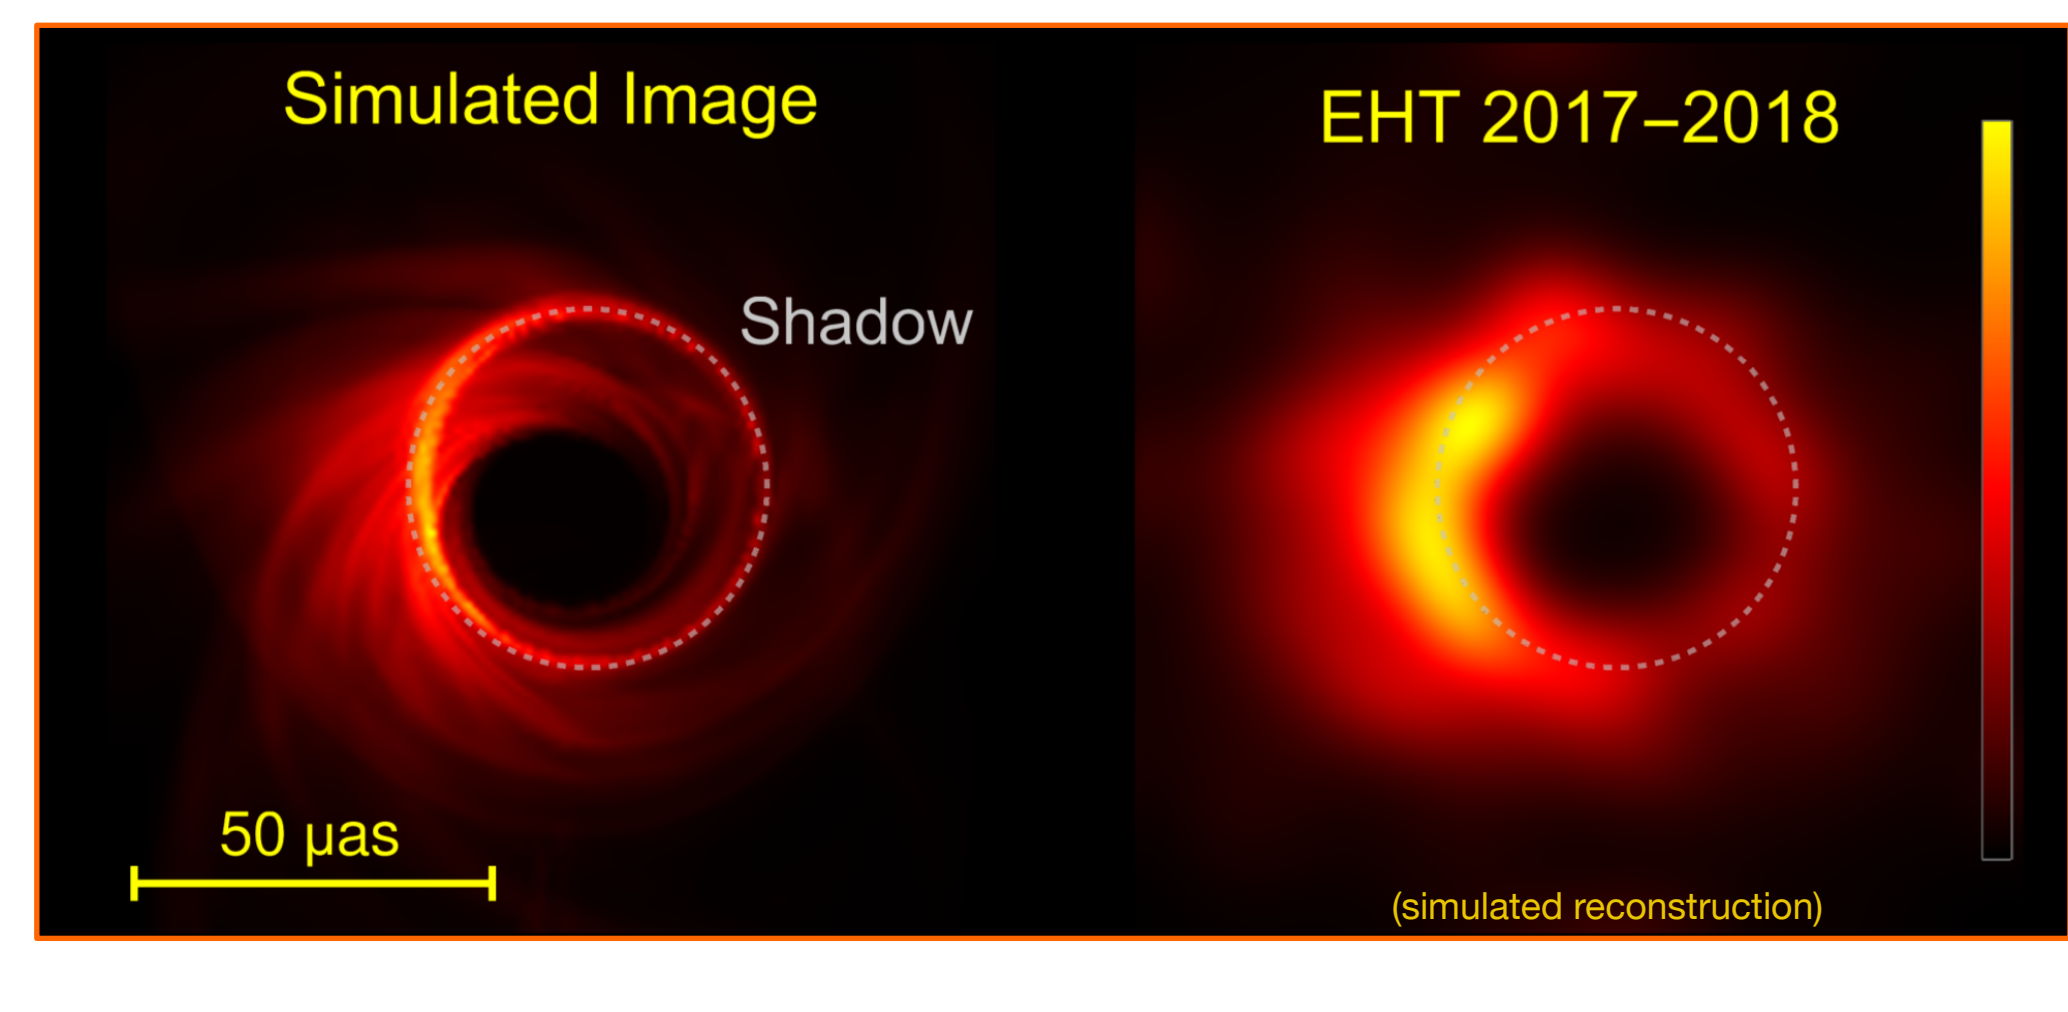 Simulated Image
EHT 2017–2018
Shadow
50 µas
(simulated reconstruction)